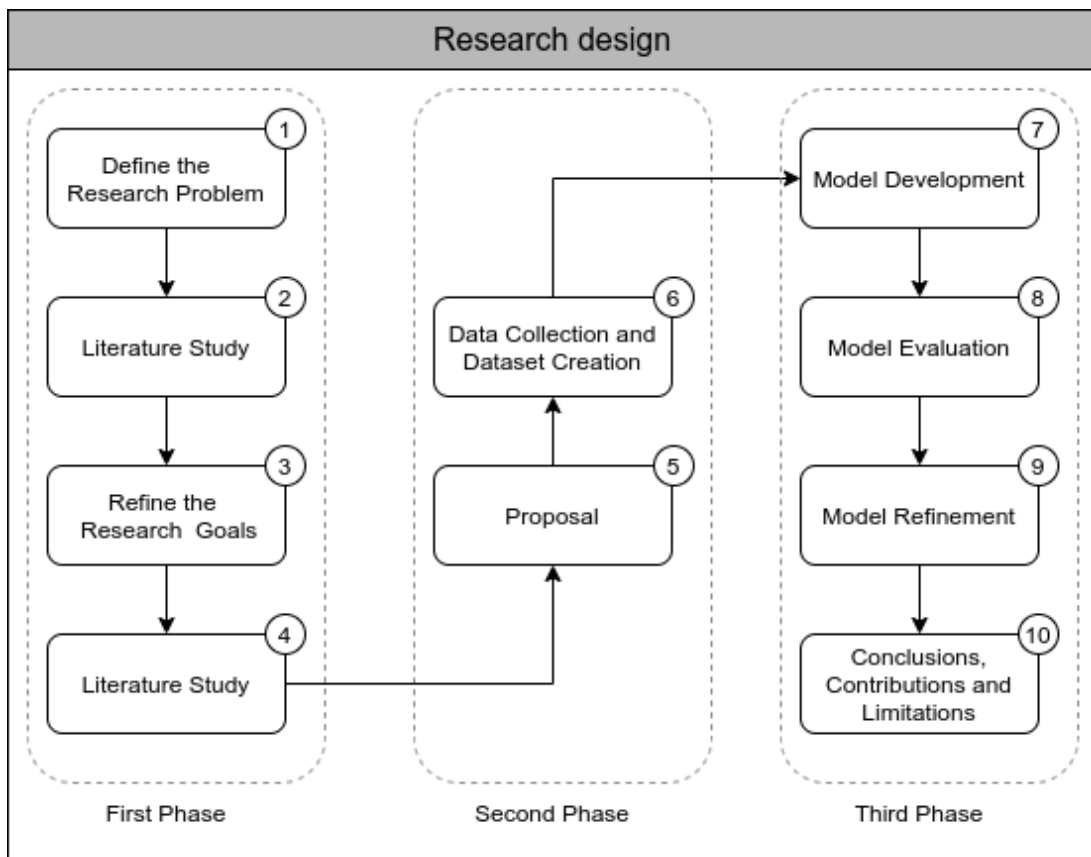 Research design
1
Define the
Research Problem
2
Literature Study
3
Refine the
Research Goals
4
Literature Study
First Phase
6
Data Collection and
Dataset Creation
5
Proposal
Second Phase
7
Model Development
8
Model Evaluation
9
Model Refinement
10
Conclusions,
Contributions and
Limitations
Third Phase